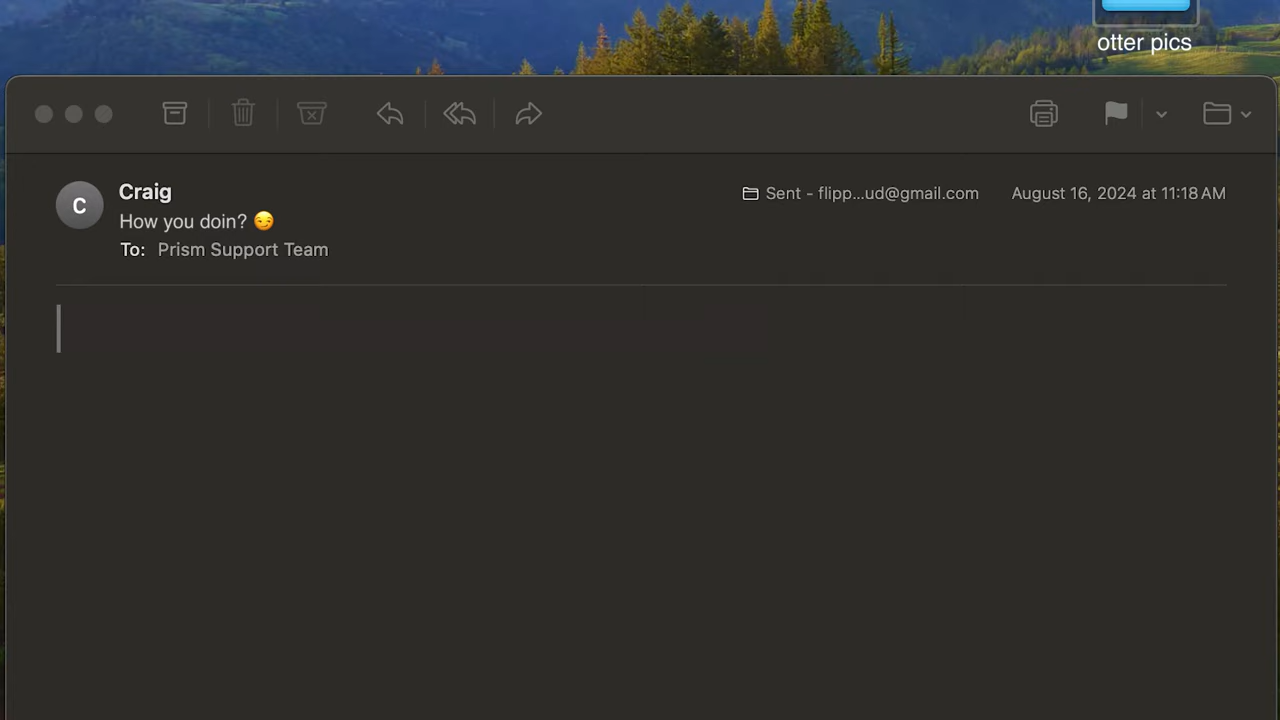 otter pics
C
Craig
Sent - flipp...ud@gmail.com
August 16, 2024 at 11:18 AM
How you doin? 😏
To: Prism Support Team